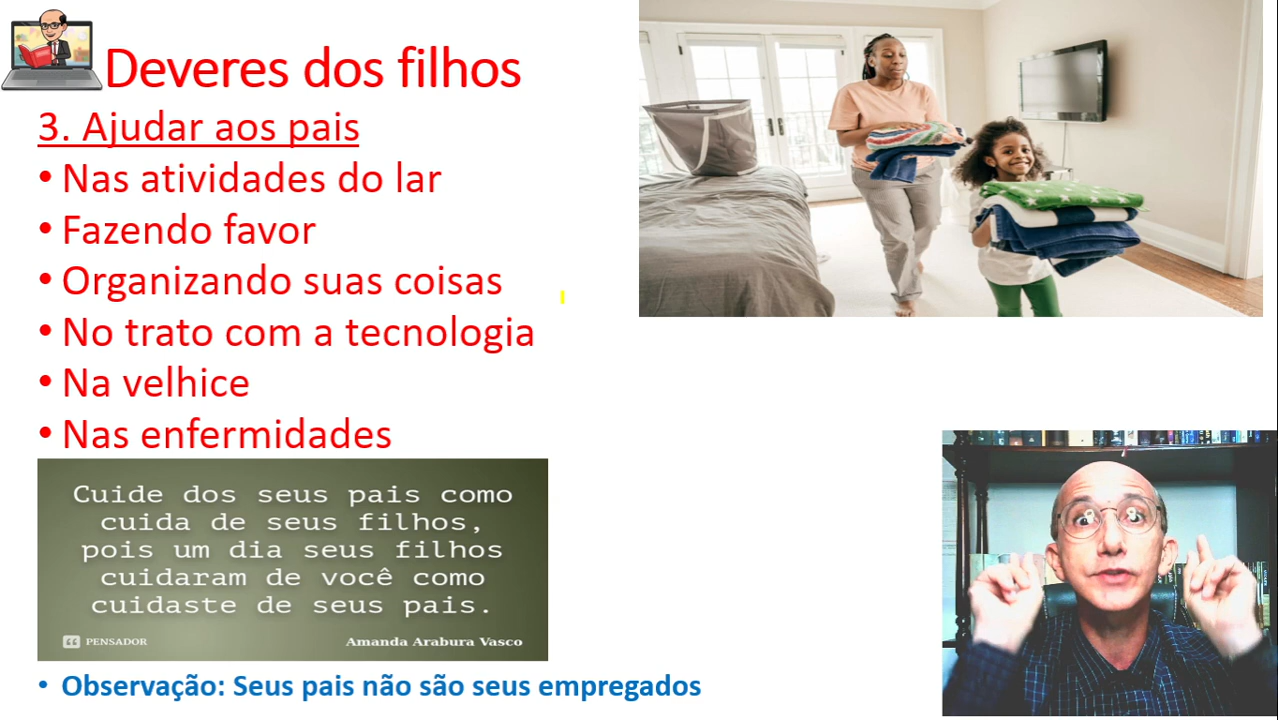 Deveres dos filhos
3. Ajudar aos pais
• Nas atividades do lar
• Fazendo favor
• Organizando suas coisas
• No trato com a tecnologia
• Na velhice
• Nas enfermidades
Cuide dos seus pais como
cuida de seus filhos,
pois um dia seus filhos
cuidaram de você como
cuidaste de seus pais.
PENSADOR
Amanda Arabura Vasco
• Observação: Seus pais não são seus empregados